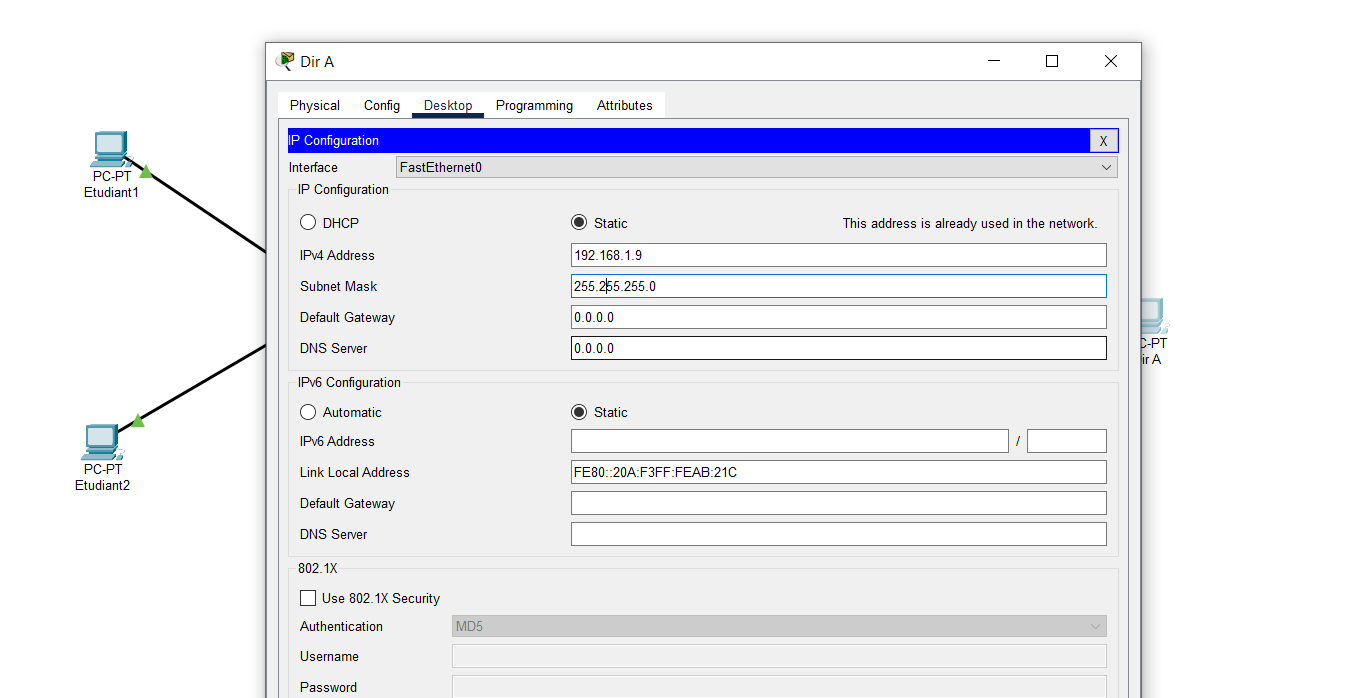 Dir A
Physical Config Desktop Programming Attributes
IP Configuration X
Interface FastEthernet0
IP Configuration
DHCP Static This address is already used in the network.
IPv4 Address 192.168.1.9
Subnet Mask 255.255.255.0
Default Gateway 0.0.0.0
DNS Server 0.0.0.0
IPv6 Configuration
Automatic Static
IPv6 Address /
Link Local Address FE80::20A:F3FF:FEAB:21C
Default Gateway
DNS Server
802.1X
Use 802.1X Security
Authentication MD5
Username
Password
PC-PT
Etudiant1
PC-PT
Etudiant2
C-PT
ir A